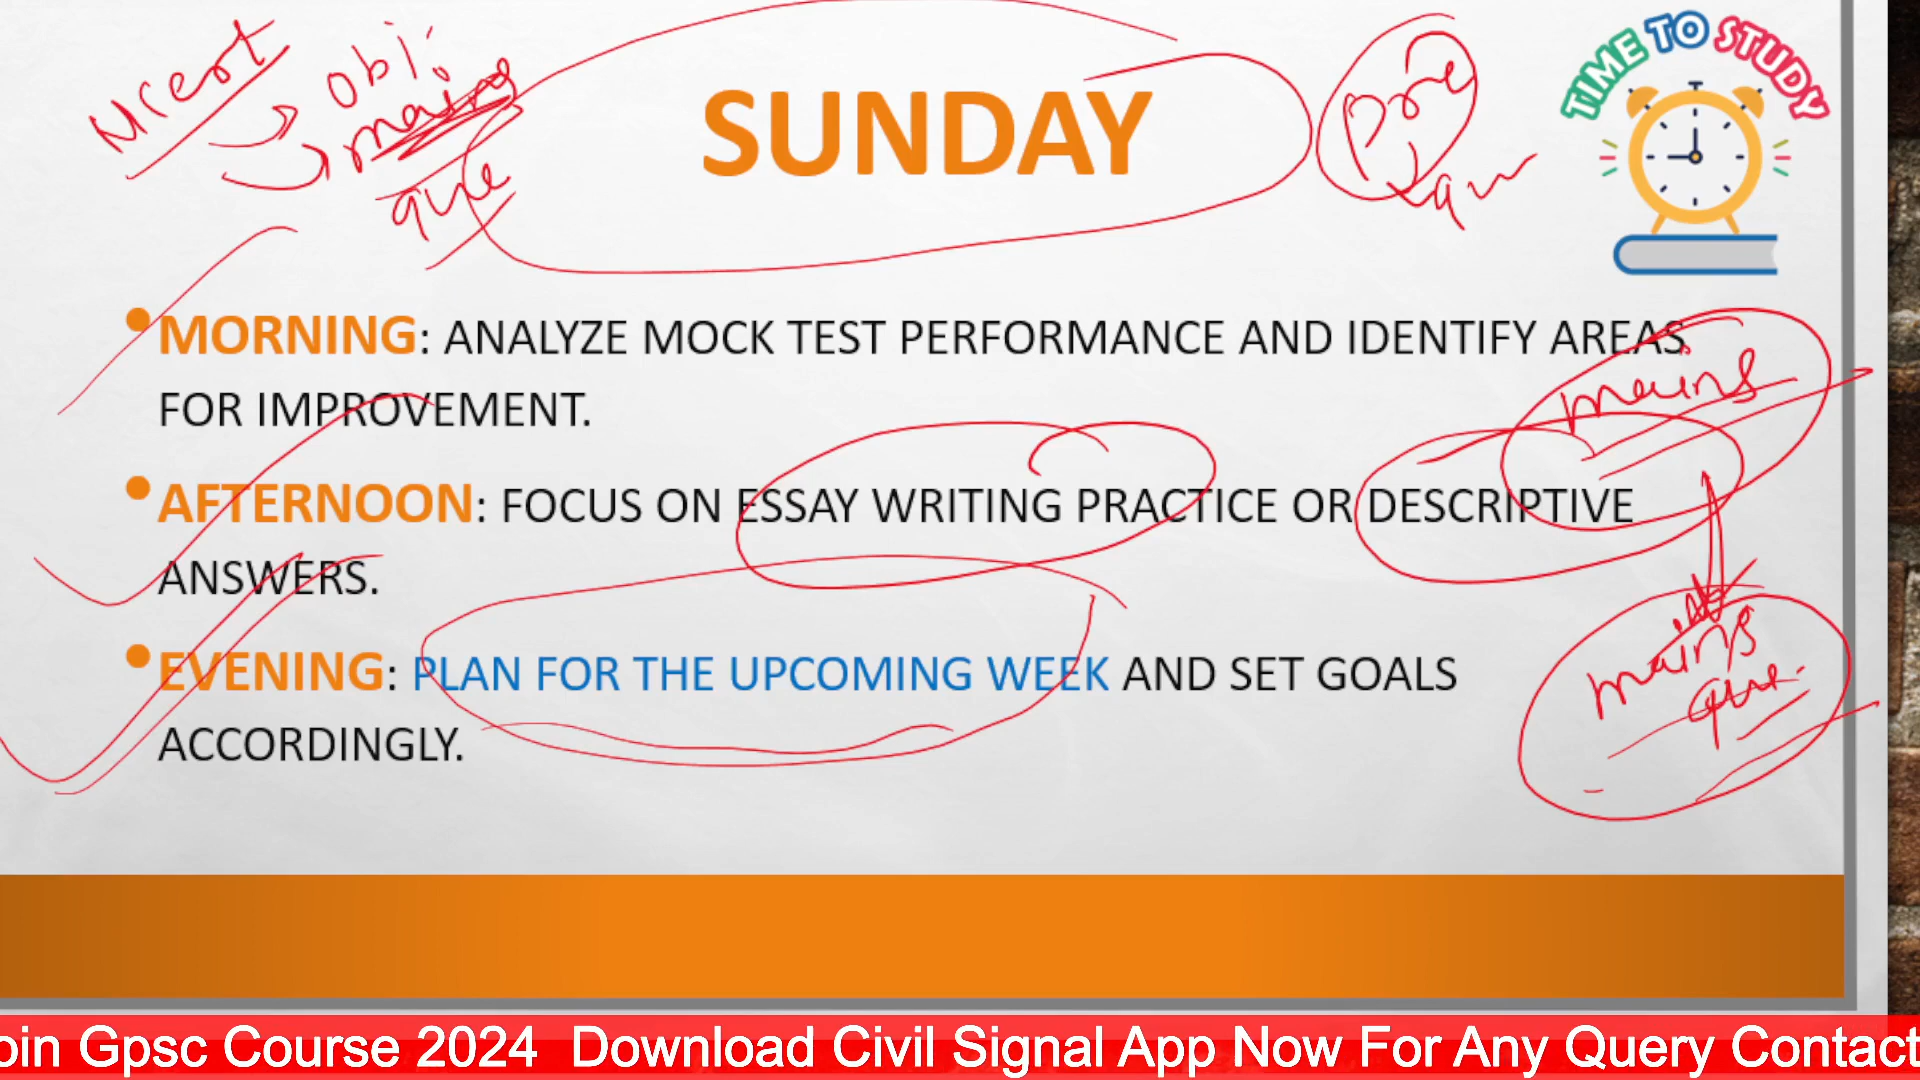 Ncert
obj.
mains
que
SUNDAY
Pre
TIME TO STUDY
•MORNING: ANALYZE MOCK TEST PERFORMANCE AND IDENTIFY AREAS
FOR IMPROVEMENT.
mains
•AFTERNOON: FOCUS ON ESSAY WRITING PRACTICE OR DESCRIPTIVE
ANSWERS.
•EVENING: PLAN FOR THE UPCOMING WEEK AND SET GOALS
ACCORDINGLY.
mains
que.
oin Gpsc Course 2024 Download Civil Signal App Now For Any Query Contact